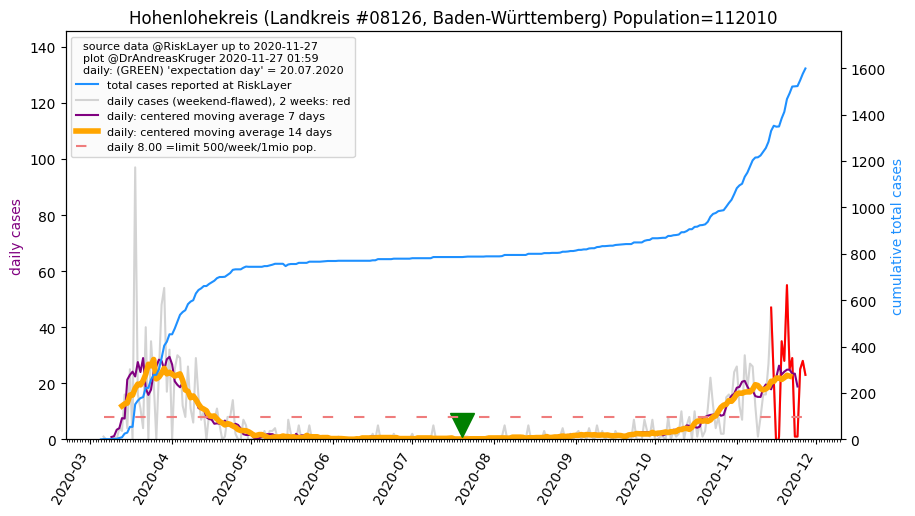 Hohenlohekreis (Landkreis #08126, Baden-Württemberg) Population=112010
source data @RiskLayer up to 2020-11-27
plot @DrAndreasKruger 2020-11-27 01:59
daily: (GREEN) 'expectation day' = 20.07.2020
total cases reported at RiskLayer
daily cases (weekend-flawed), 2 weeks: red
daily: centered moving average 7 days
daily: centered moving average 14 days
daily 8.00 =limit 500/week/1mio pop.
daily cases
140
120
100
80
60
40
20
0
cumulative total cases
1600
1400
1200
1000
800
600
400
200
0
2020-03
2020-04
2020-05
2020-06
2020-07
2020-08
2020-09
2020-10
2020-11
2020-12